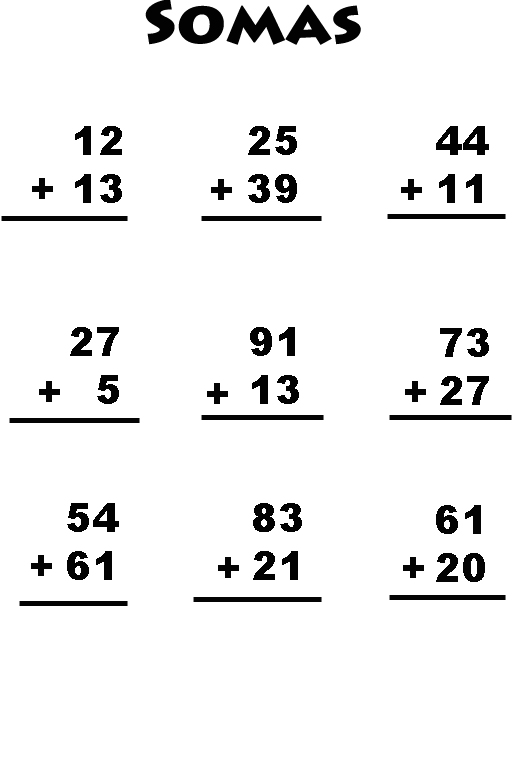 SOMAS
12 25 44
+ 13 + 39 + 11
27 91 73
+ 5 + 13 + 27
54 83 61
+ 61 + 21 + 20